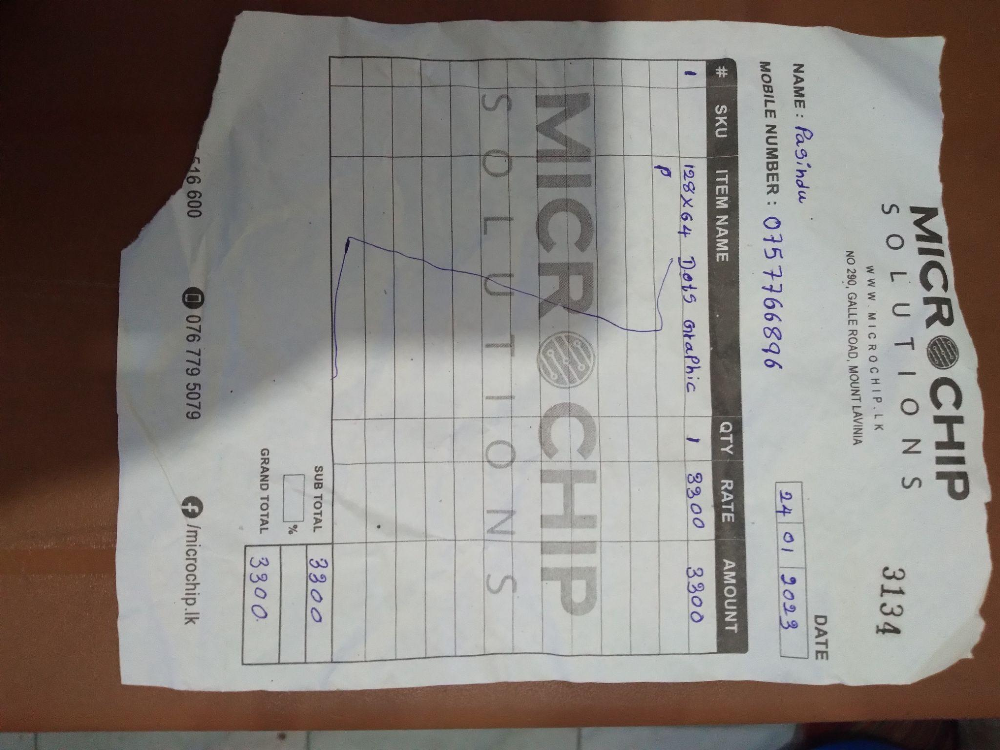 MICROCHIP
SOLUTIONS
WWW.MICROCHIP.LK
NO 290, GALLE ROAD, MOUNT LAVINIA
3134
DATE
24 01 2023
NAME : Pasindu
MOBILE NUMBER : 0757766896
# SKU ITEM NAME QTY RATE AMOUNT
1 128x64 Dots Graphic 1 3300 3300
P
MICROCHIP
SOLUTIONS
SUB TOTAL 3300
%
GRAND TOTAL 3300
516 600 076 779 5079 /microchip.lk